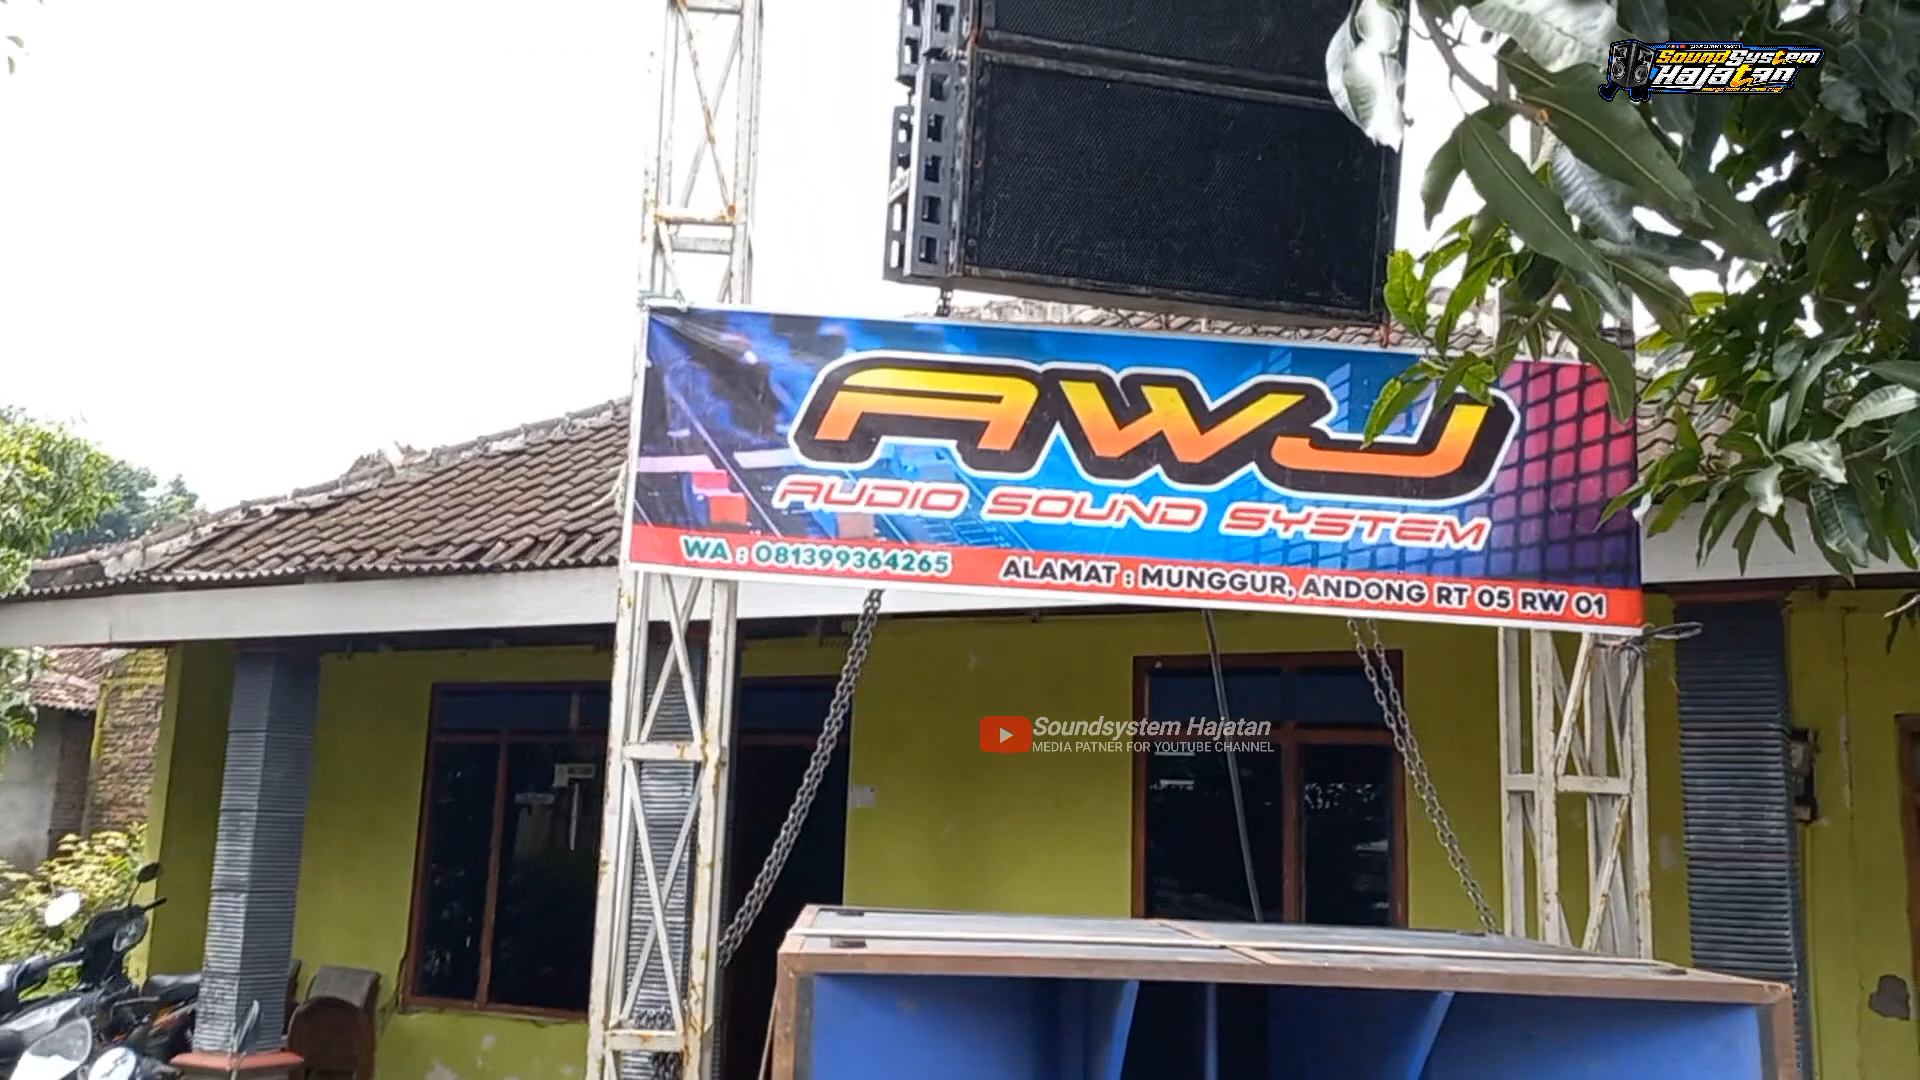 SoundSystem
Hajatan
AWJ
AUDIO SOUND SYSTEM
WA : 081399364265
ALAMAT : MUNGGUR, ANDONG RT 05 RW 01
Soundsystem Hajatan
MEDIA PATNER FOR YOUTUBE CHANNEL